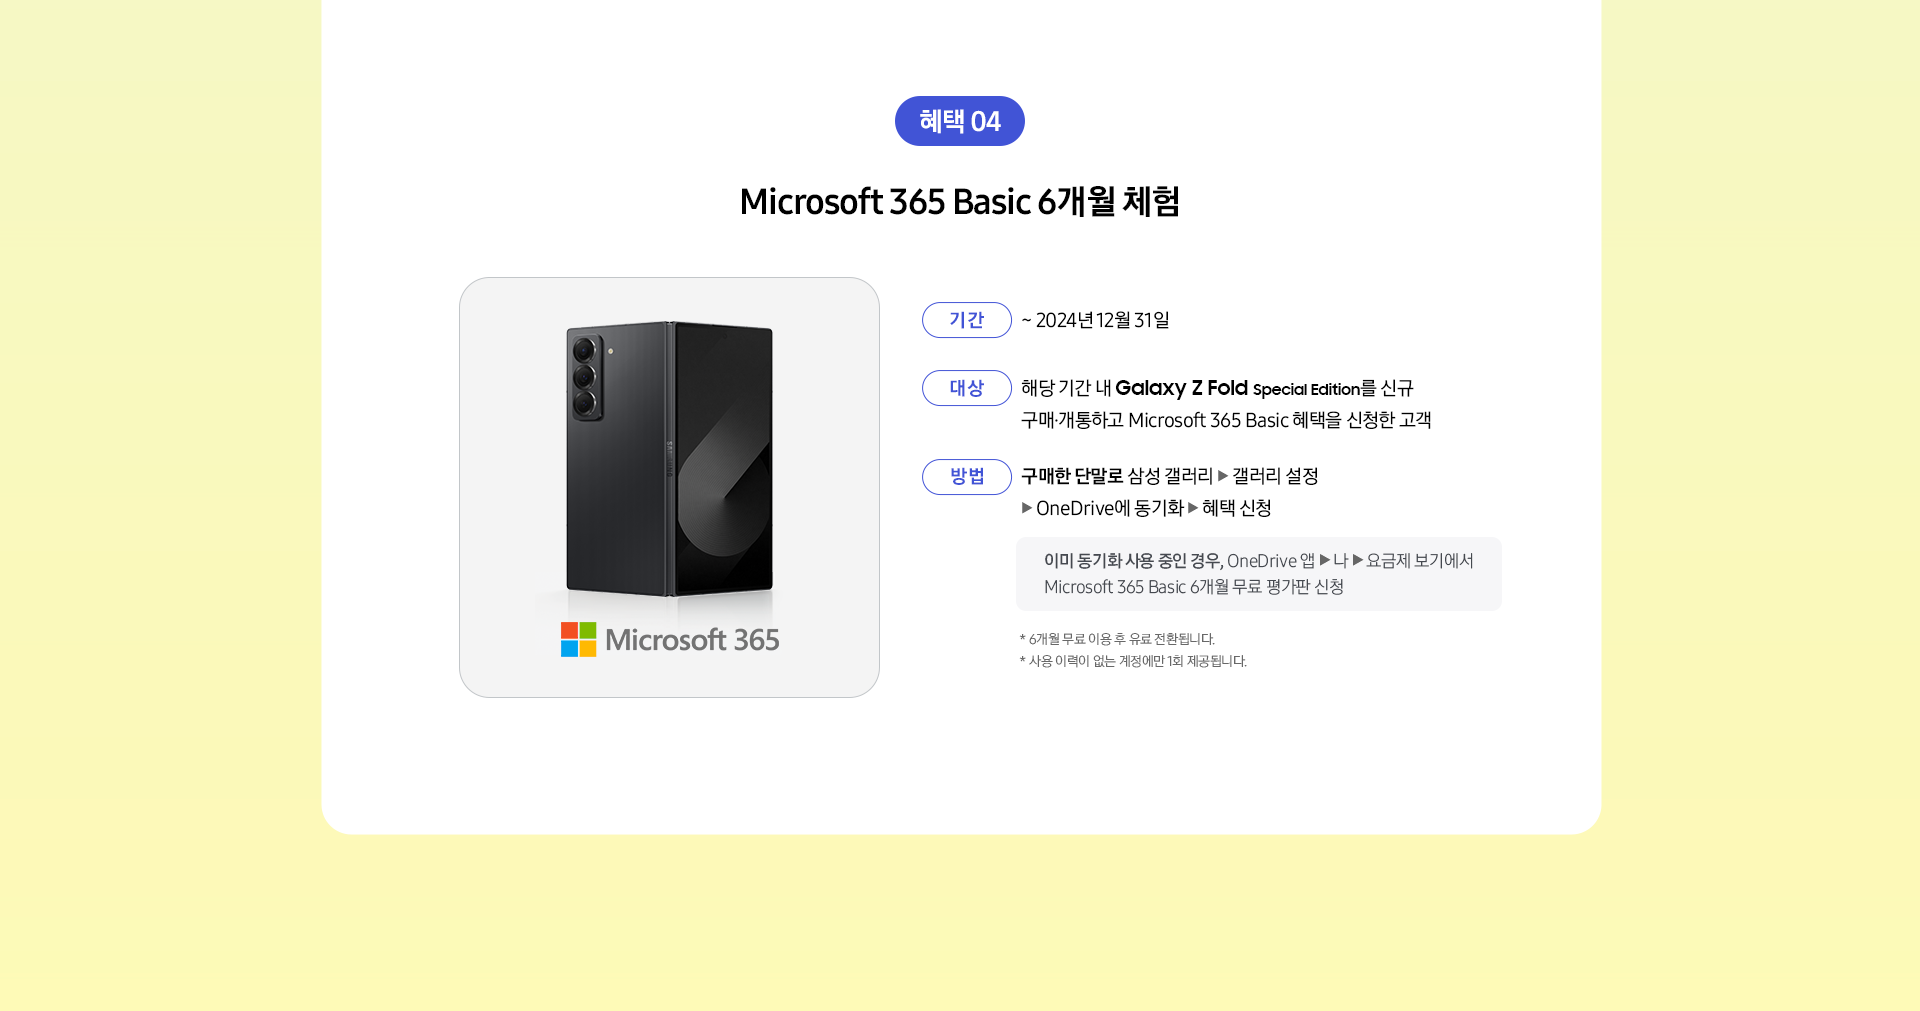 혜택 04
Microsoft 365 Basic 6개월 체험
Microsoft 365
기간 ~ 2024년 12월 31일
대상 해당 기간 내 Galaxy Z Fold Special Edition를 신규
구매·개통하고 Microsoft 365 Basic 혜택을 신청한 고객
방법 구매한 단말로 삼성 갤러리 ▶ 갤러리 설정
▶ OneDrive에 동기화 ▶ 혜택 신청
이미 동기화 사용 중인 경우, OneDrive 앱 ▶ 나 ▶ 요금제 보기에서
Microsoft 365 Basic 6개월 무료 평가판 신청
* 6개월 무료 이용 후 유료 전환됩니다.
* 사용 이력이 없는 계정에만 1회 제공됩니다.